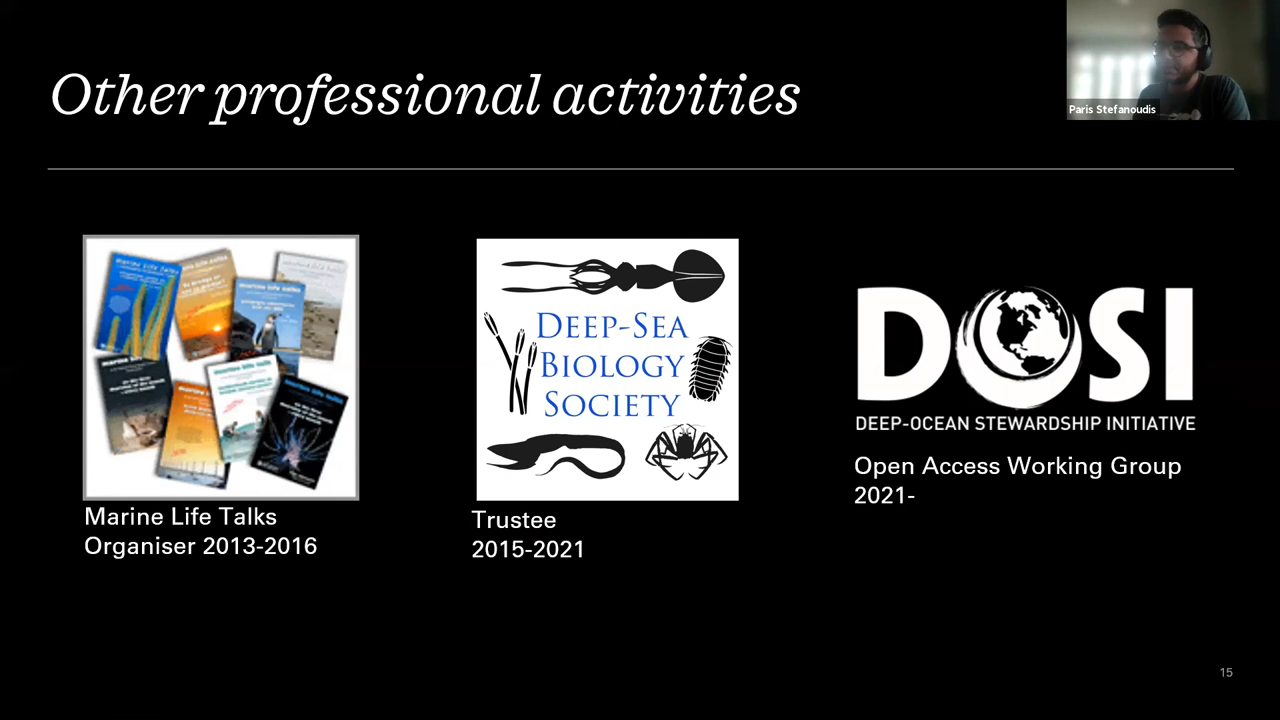 Other professional activities
Paris Stefanoudis
Marine Life Talks
Organiser 2013-2016
DEEP-SEA
BIOLOGY
SOCIETY
Trustee
2015-2021
DOSI
DEEP-OCEAN STEWARDSHIP INITIATIVE
Open Access Working Group
2021-
15